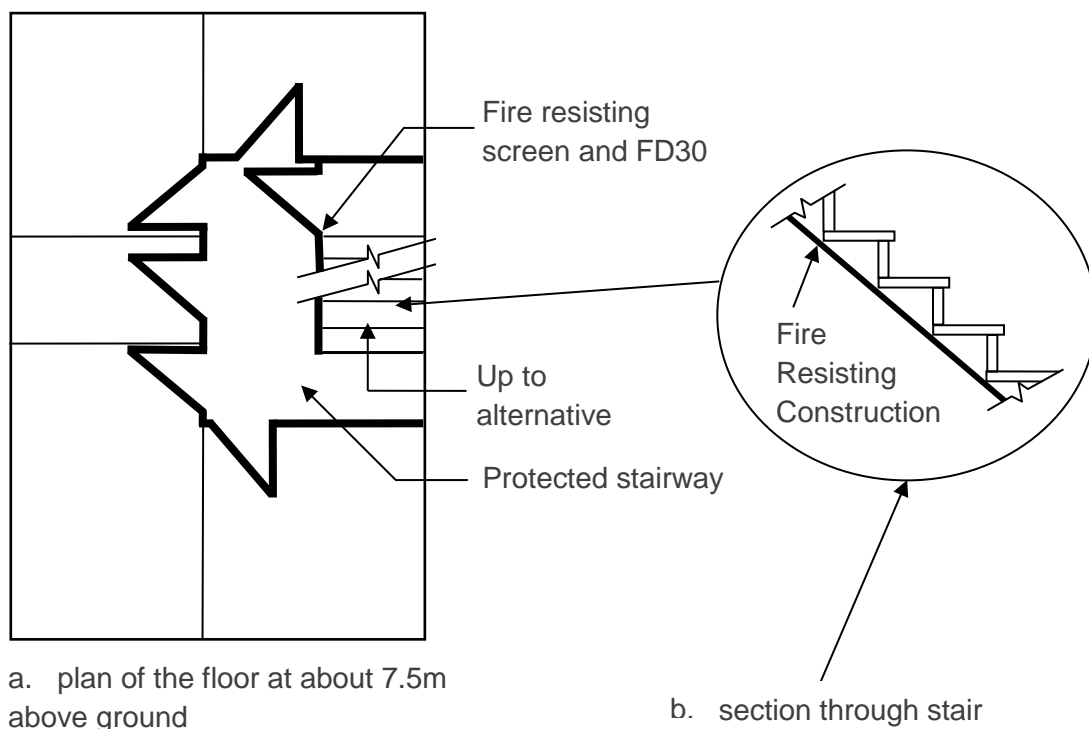 Fire resisting
screen and FD30
Fire
Resisting
Construction
Up to
alternative
Protected stairway
a. plan of the floor at about 7.5m
above ground
b. section through stair